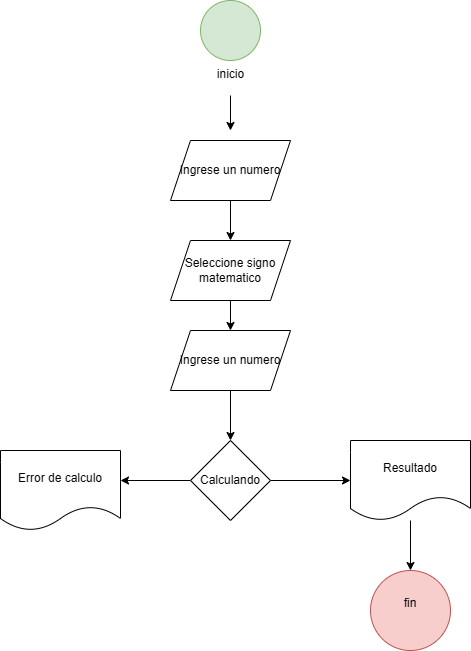 inicio
Ingrese un numero
Seleccione signo
matematico
Ingrese un numero
Error de calculo
Calculando
Resultado
fin